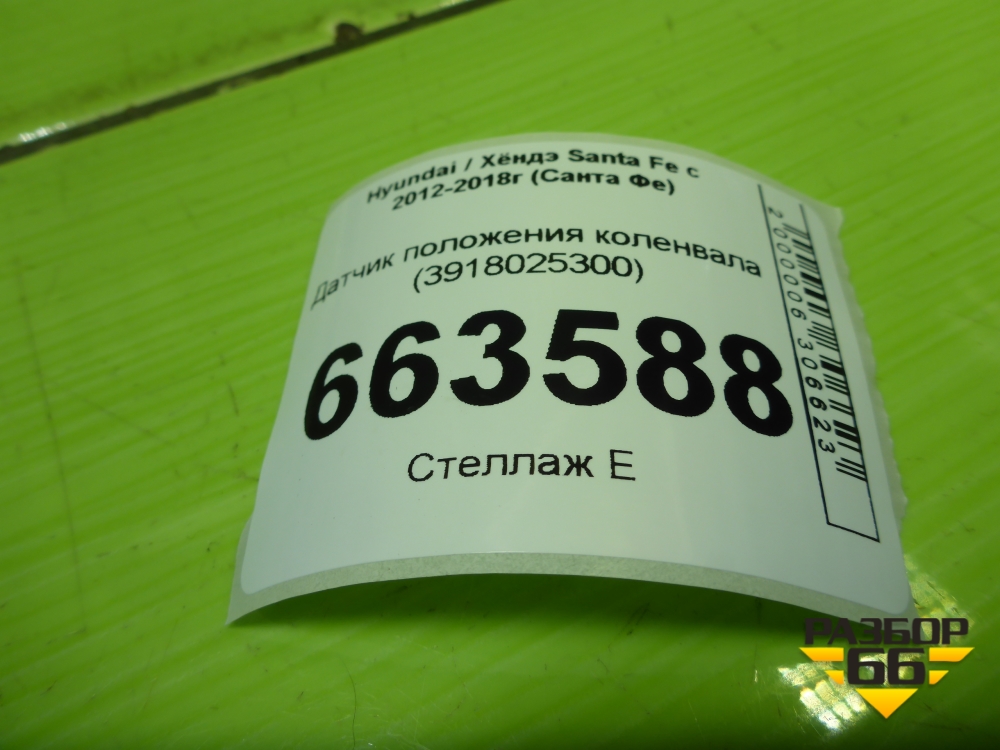 Hyundai / Хёндэ Santa Fe с
2012-2018г (Санта Фе)
Датчик положения коленвала
(3918025300)
663588
Стеллаж Е
2000006306623
РАЗБОР
66